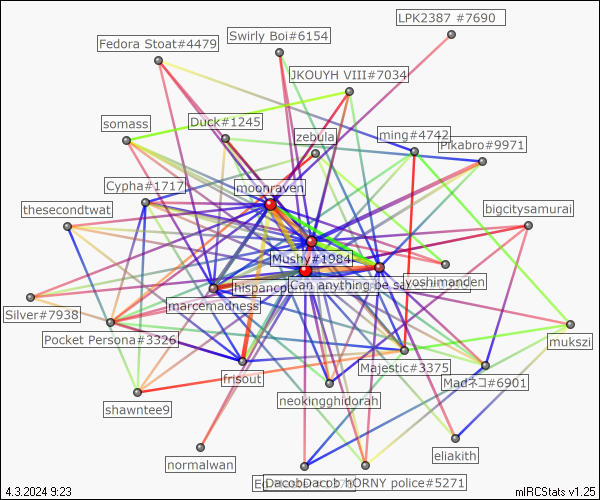 LPK2387 #7690
Swirly Boi#6154
Fedora Stoat#4479
JKOUYH VIII#7034
somass
Duck#1245
zebula
ming#4742
Pikabro#9971
Cypha#1717
moonraven
thesecondtwat
bigcitysamurai
Mushy#1984
hispancp
Can anything be sa
yoshimanden
marcemadness
Silver#7938
Pocket Persona#3326
mukszi
Majestic#3375
frisout
Madネコ#6901
neokingghidorah
shawntee9
eliakith
normalwan
DacobDacob hORNY police#5271
4.3.2024 9:23
mIRCStats v1.25